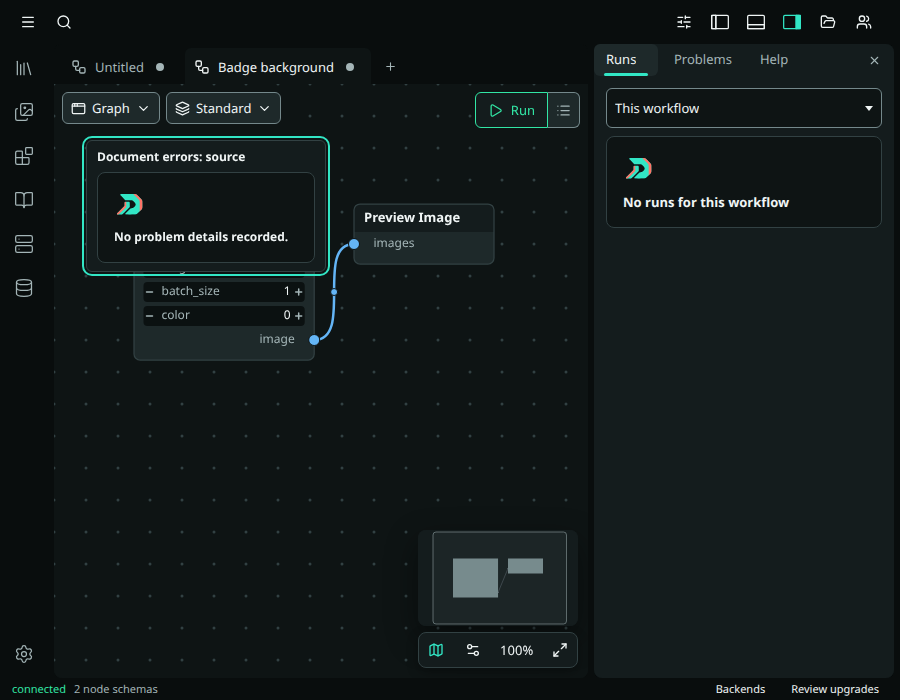 Untitled
Badge background
Runs
Problems
Help
Graph
Standard
Run
This workflow
Document errors: source
No problem details recorded.
No runs for this workflow
Preview Image
images
batch_size
1
color
0
image
100%
connected
2 node schemas
Backends
Review upgrades